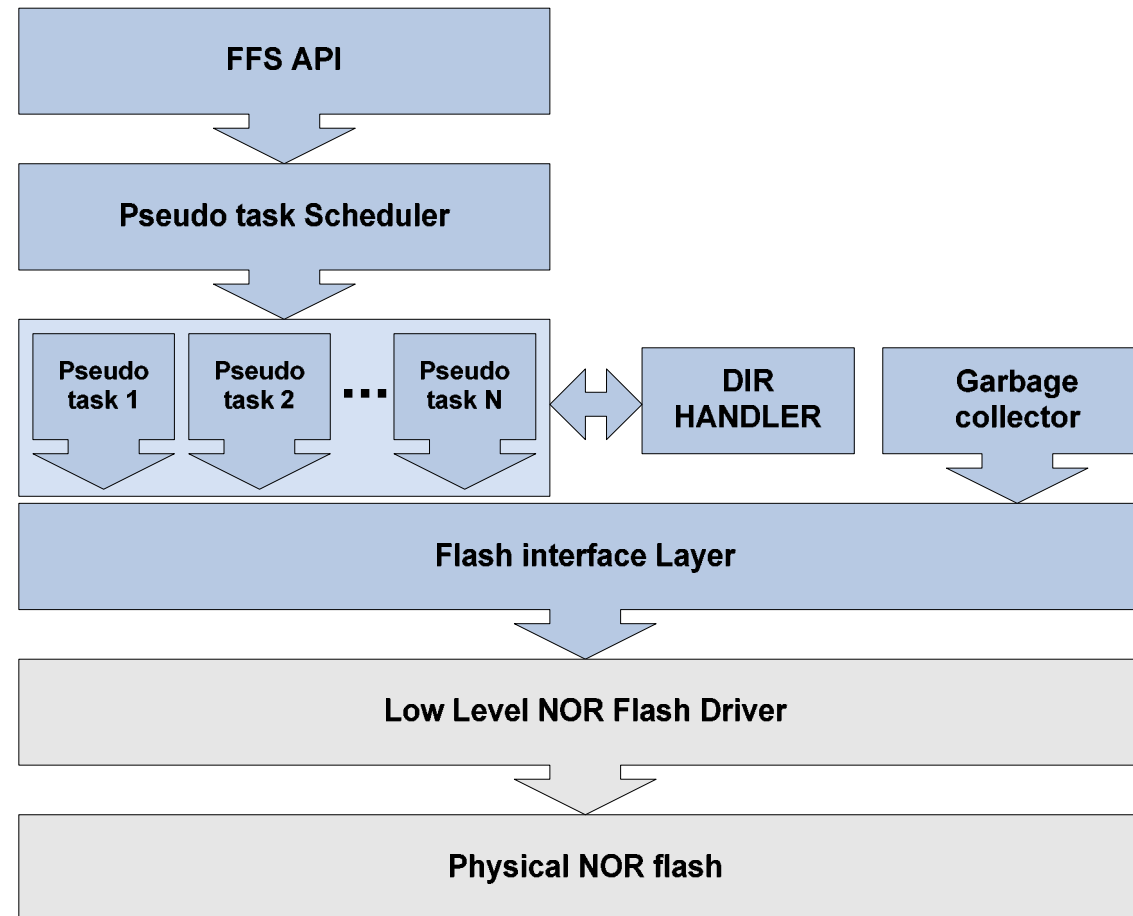 FFS API
Pseudo task Scheduler
Pseudo
task 1
Pseudo
task 2
...
Pseudo
task N
DIR
HANDLER
Garbage
collector
Flash interface Layer
Low Level NOR Flash Driver
Physical NOR flash